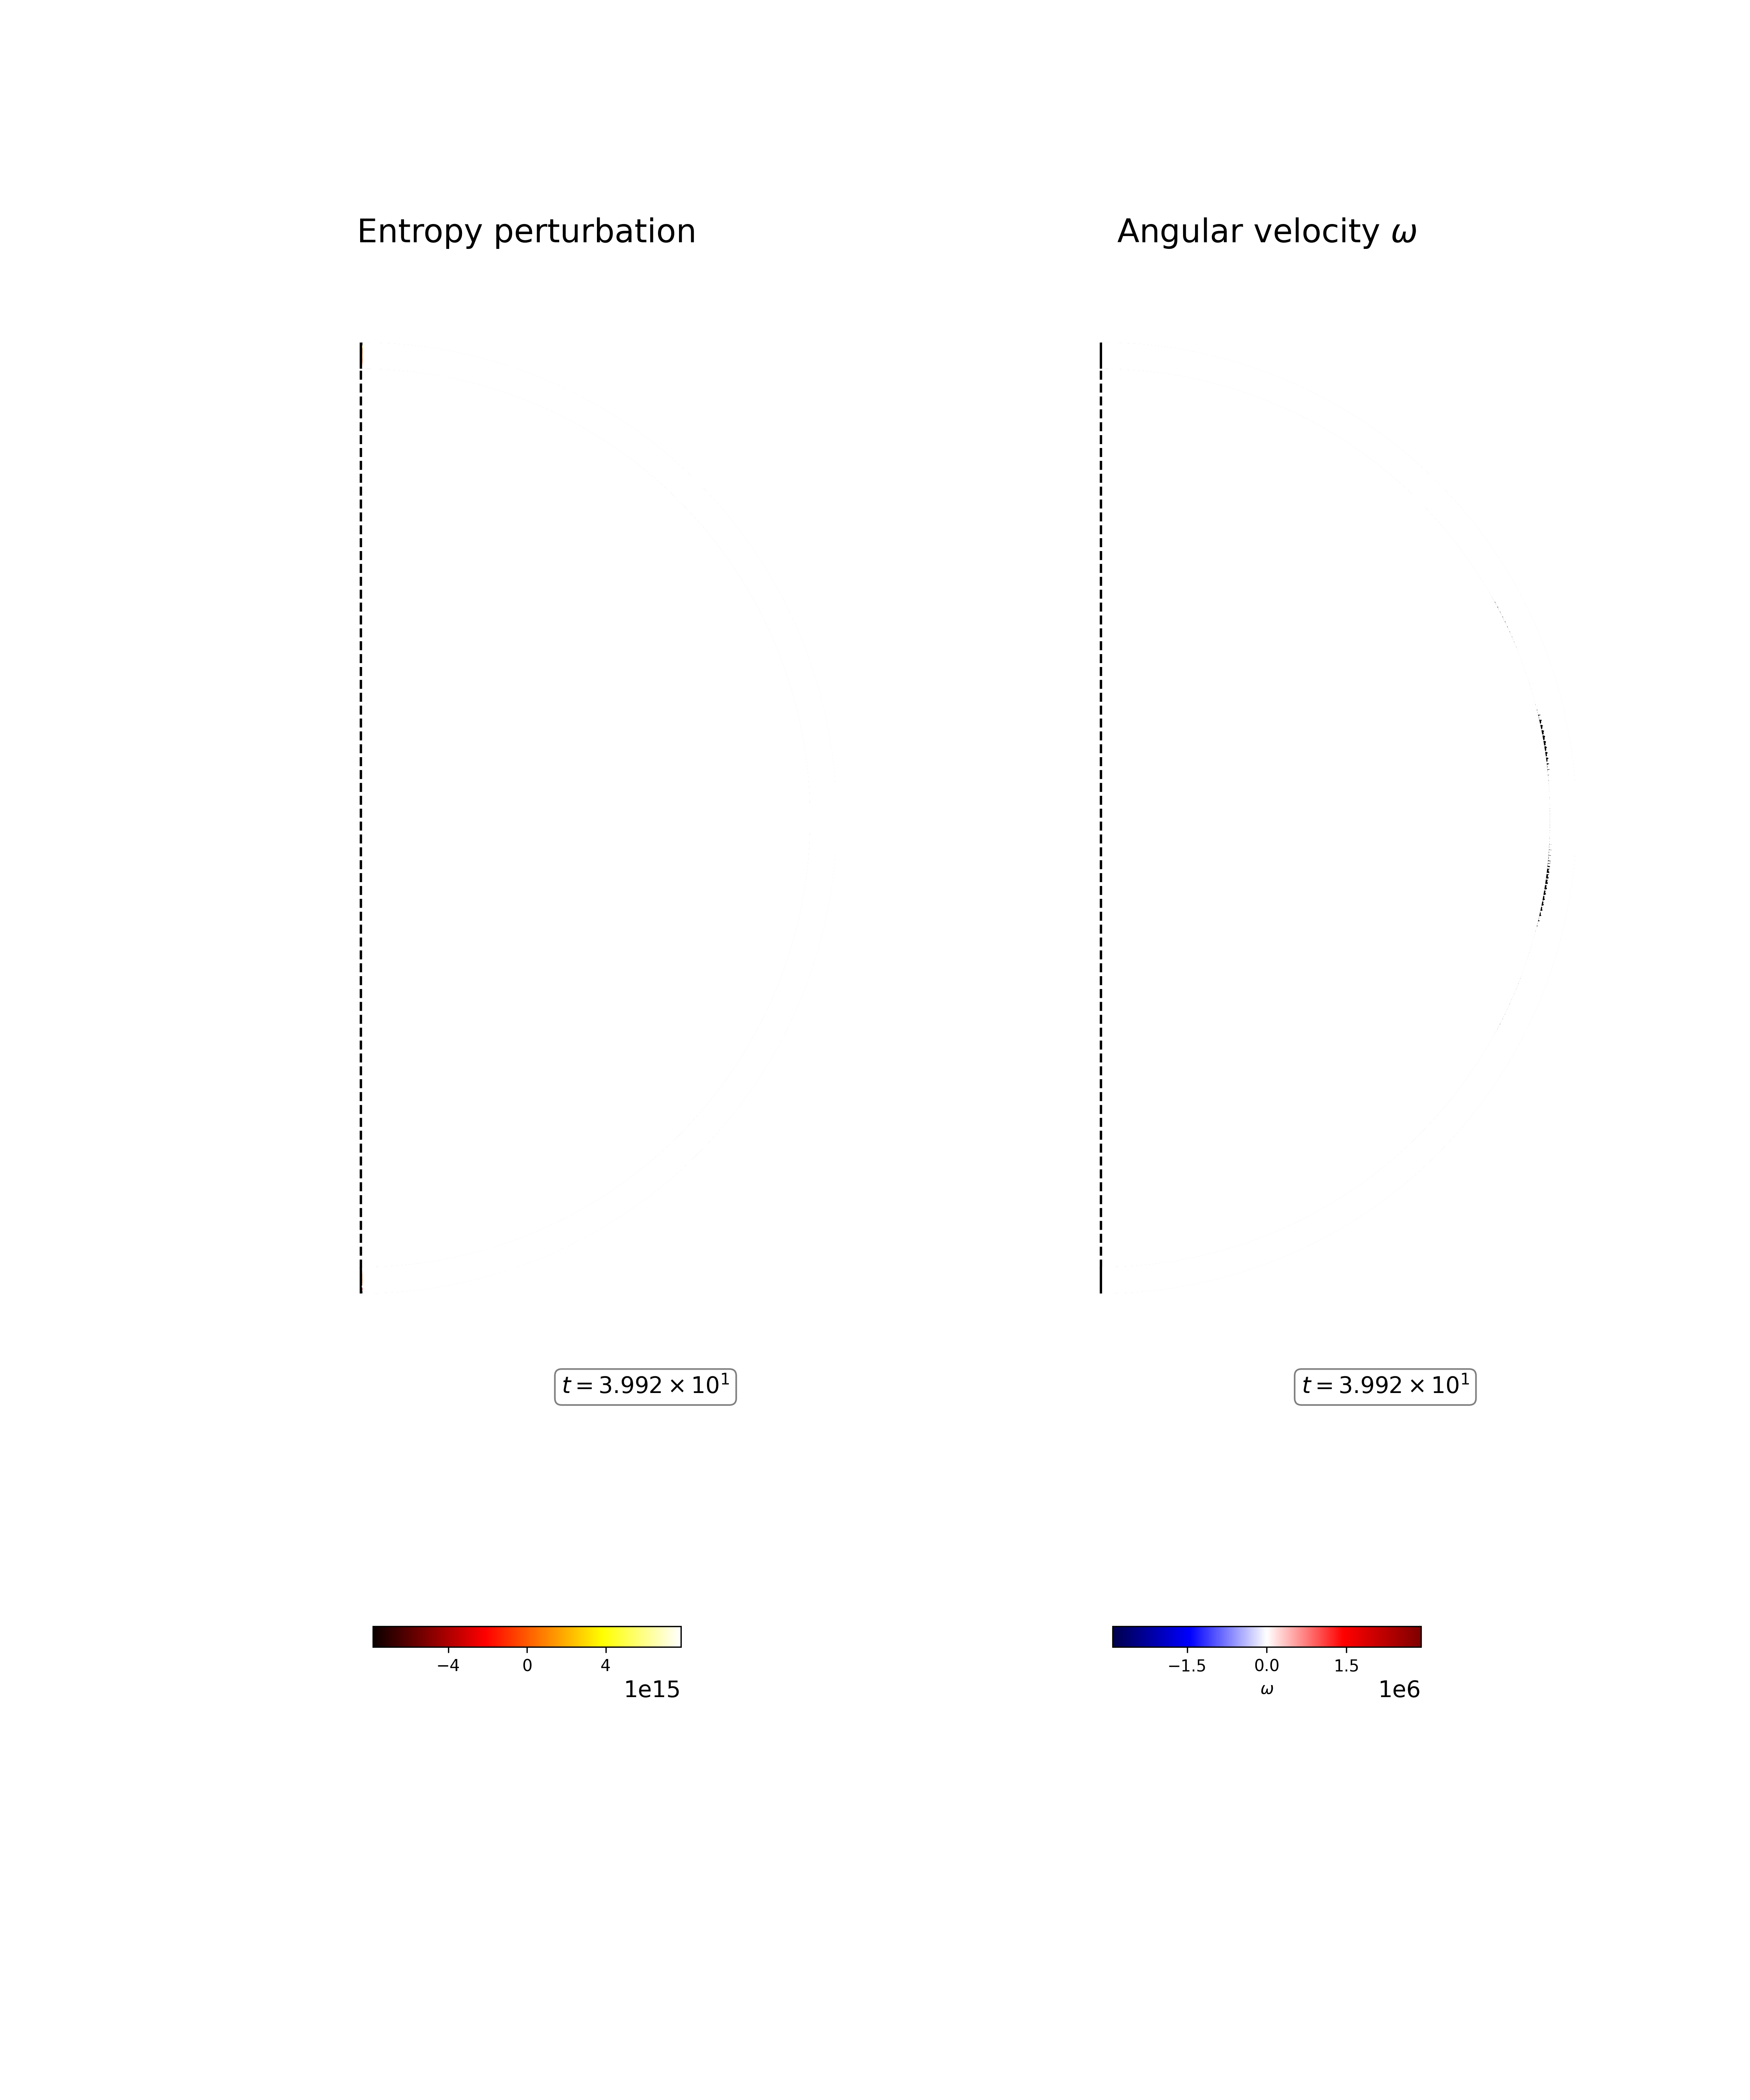 Entropy perturbation
Angular velocity ω
t = 3.992 × 10¹
t = 3.992 × 10¹
−4 0 4
1e15
−1.5 0.0 1.5
ω
1e6